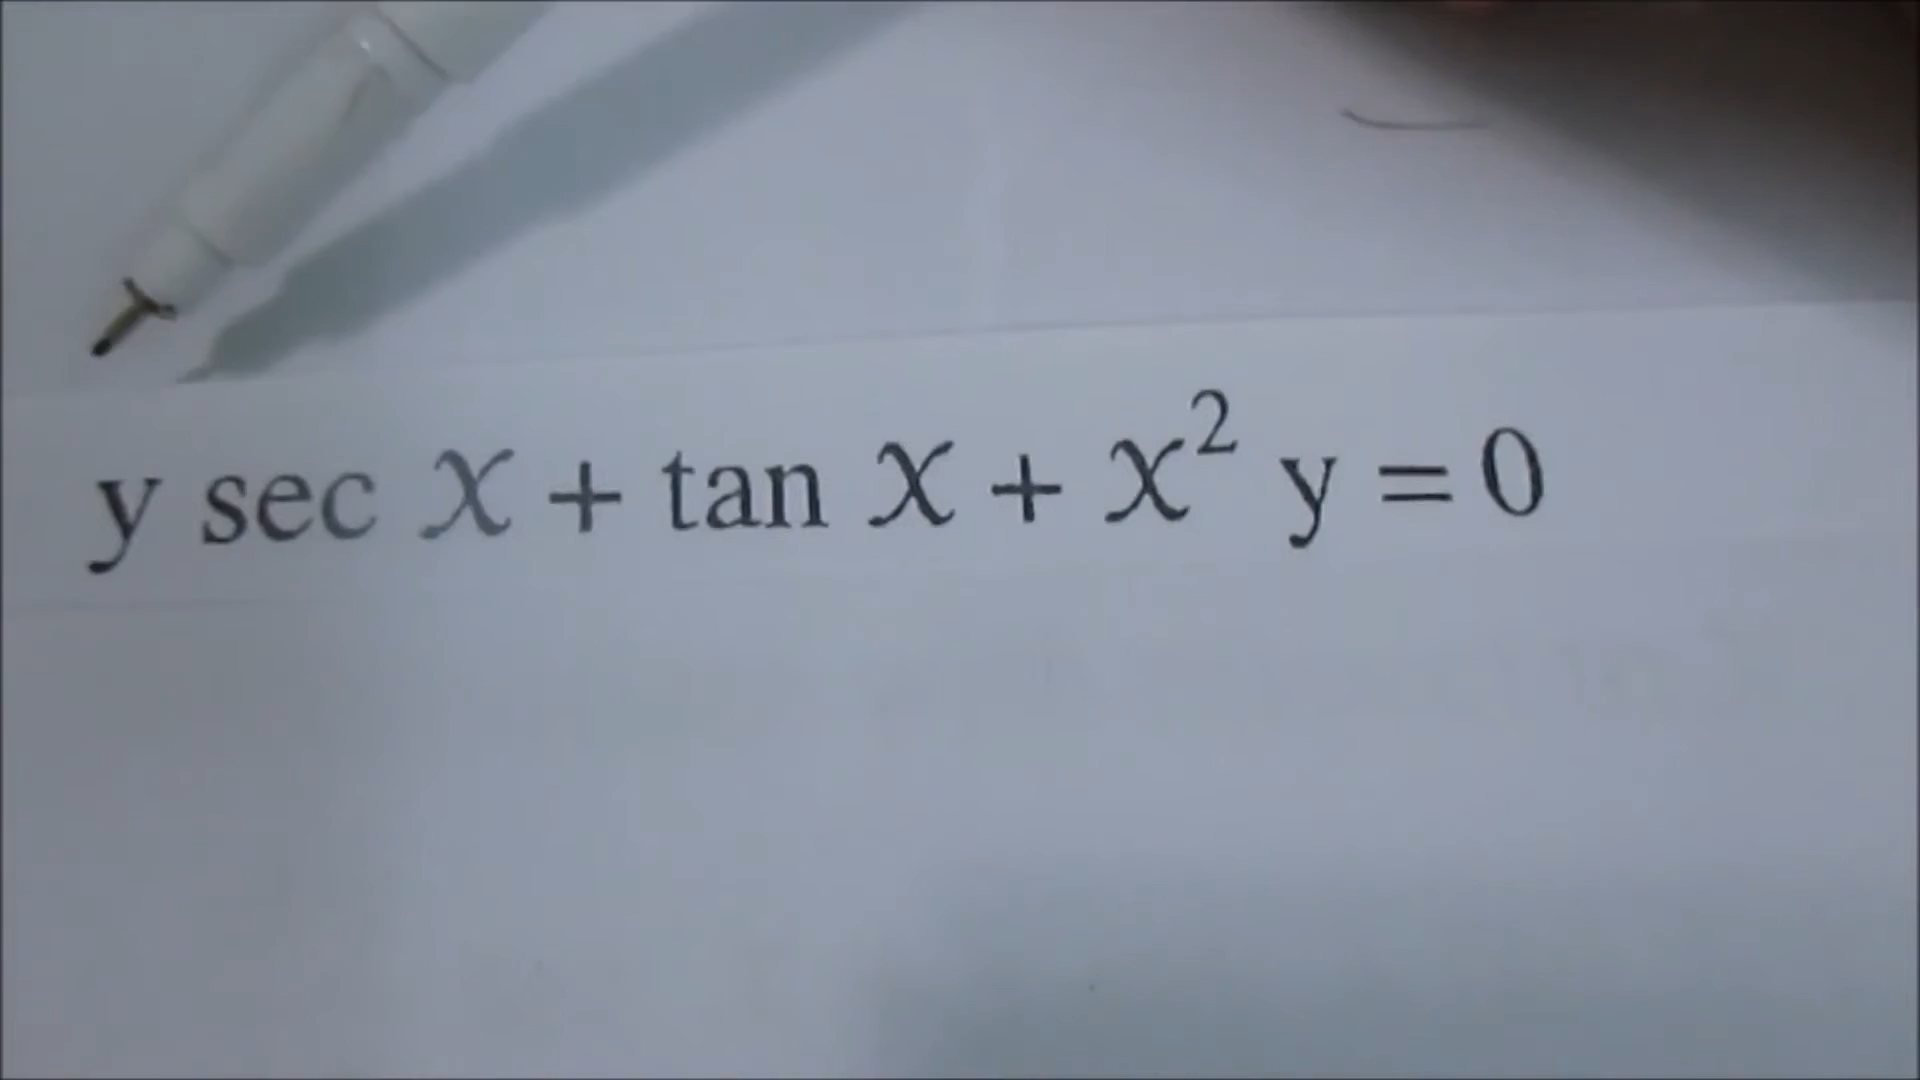 y sec x + tan x + x² y = 0